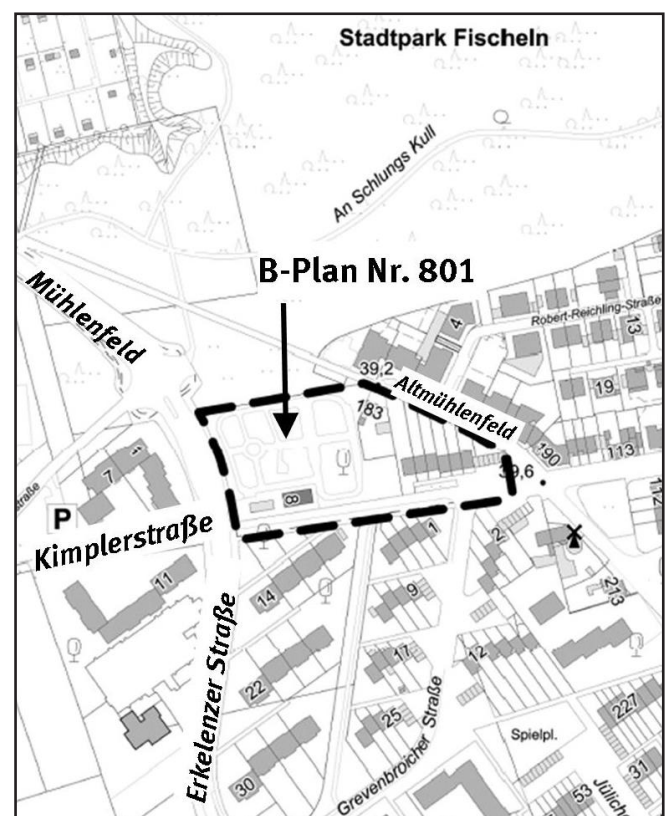 Stadtpark Fischeln
An Schlungs Kull
B-Plan Nr. 801
Mühlenfeld
4
Robert-Reichling-Straße
13
39,2
Altmühlenfeld
183
19
190
113
39,6
7
8
P
Kimplerstraße
1
2
11
14
9
213
22
17
12
Erkelenzer Straße
25
Grevenbroicher Straße
30
Spielpl.
227
31
53